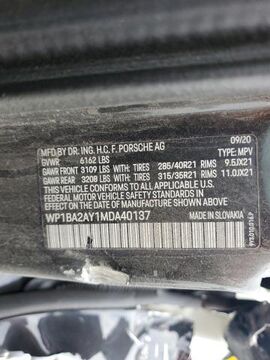 MFD BY DR. ING. H.C. F. PORSCHE AG 09/20
GVWR 6162 LBS TYPE: MPV
GAWR FRONT 3109 LBS WITH TIRES 285/40R21 RIMS 9.5JX21
GAWR REAR 3208 LBS WITH TIRES 315/35R21 RIMS 11.0JX21
THIS VEHICLE CONFORMS TO ALL APPLICABLE U.S.
FEDERAL MOTOR VEHICLE SAFETY STANDARDS IN
EFFECT ON THE DATE OF MANUFACTURE SHOWN ABOVE.
WP1BA2AY1MDA40137 MADE IN SLOVAKIA